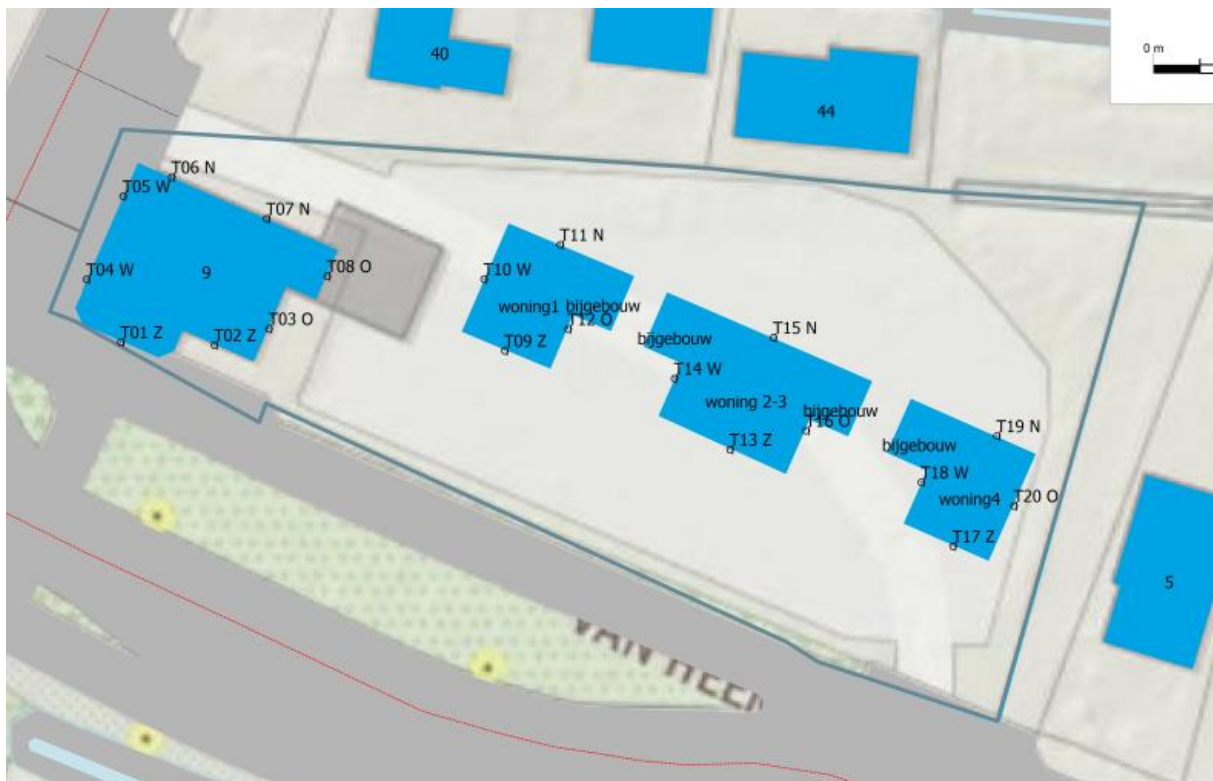 40
0 m
44
T06 N
T05 W
T07 N
T11 N
T04 W
9
T08 O
T10 W
woning1
bijgebouw
T01 Z
T02 Z
T03 O
T12 O
T09 Z
bijgebouw
T15 N
T14 W
woning 2-3
bijgebouw
T16 O
T13 Z
T19 N
bijgebouw
T18 W
woning4
T20 O
T17 Z
5
VAN